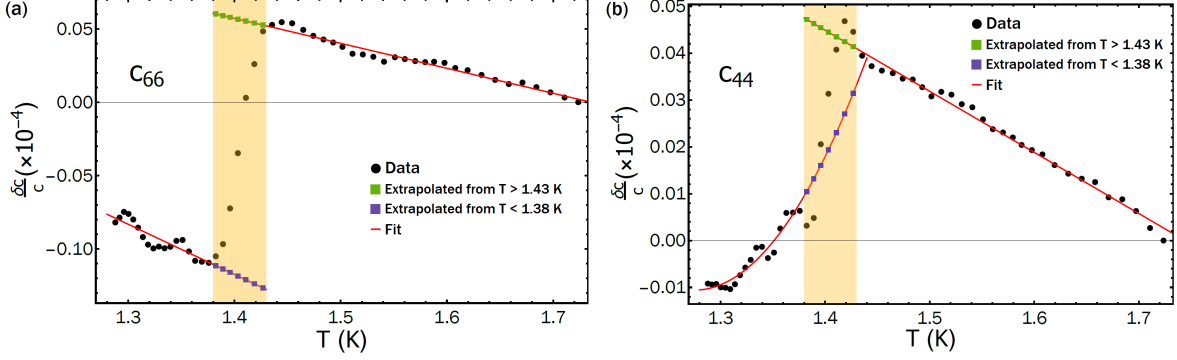 (a)
0.05
0.00
−0.05
−0.10
δc/c (×10⁻⁴)
c₆₆
Data
Extrapolated from T > 1.43 K
Extrapolated from T < 1.38 K
Fit
1.3 1.4 1.5 1.6 1.7
T (K)
(b)
0.05
0.04
0.03
0.02
0.01
0.00
−0.01
δc/c (×10⁻⁴)
c₄₄
Data
Extrapolated from T > 1.43 K
Extrapolated from T < 1.38 K
Fit
1.3 1.4 1.5 1.6 1.7
T (K)